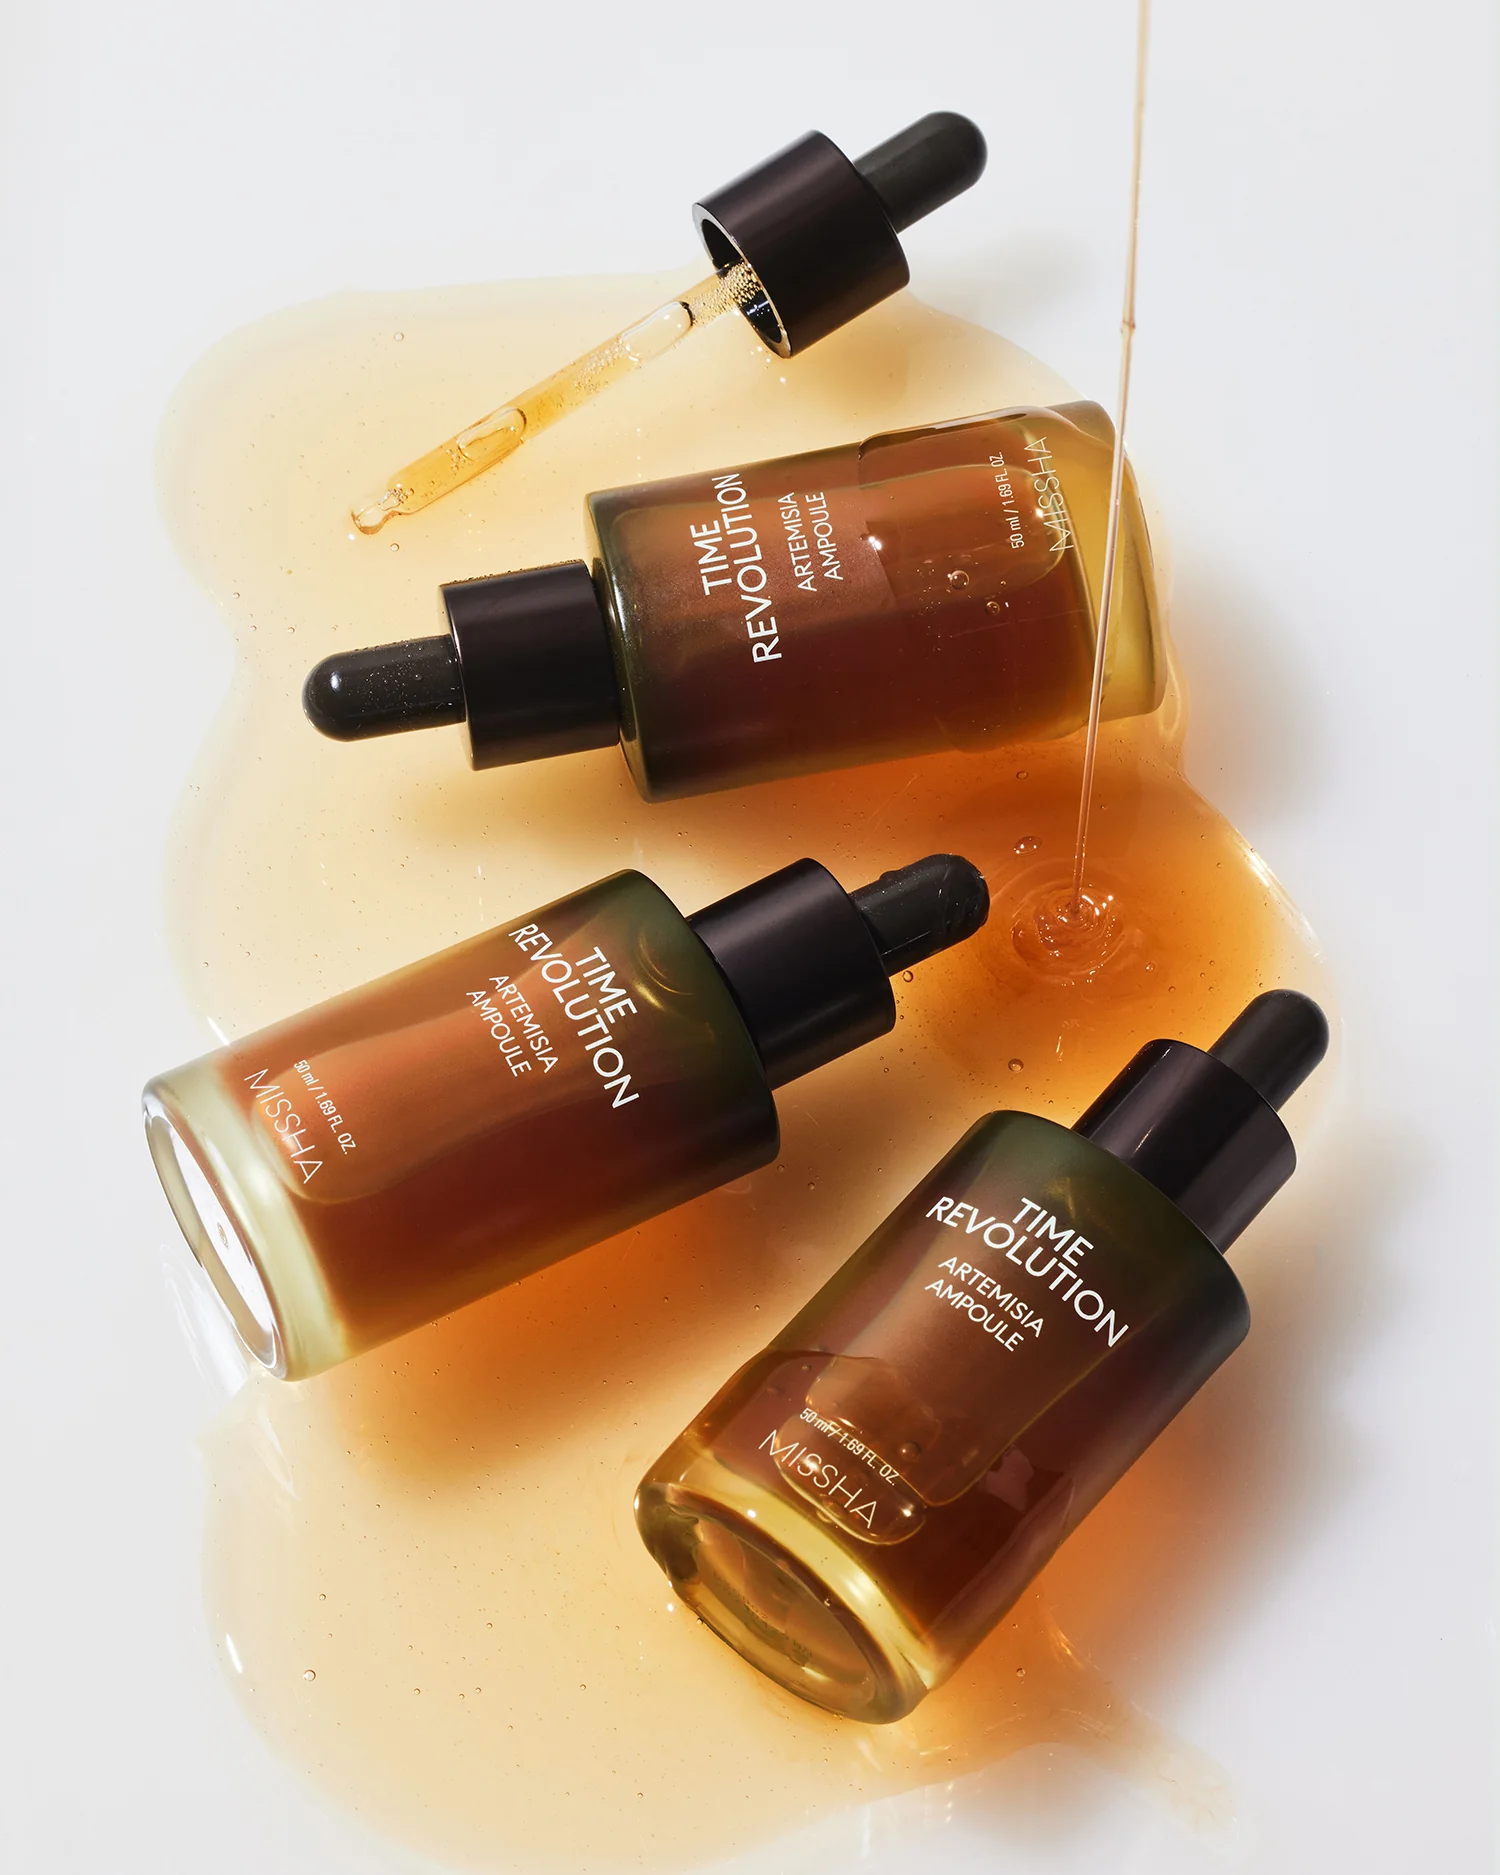 TIME
REVOLUTION
ARTEMISIA
AMPOULE
50 ml / 1.69 FL. OZ.
MISSHA
TIME
REVOLUTION
ARTEMISIA
AMPOULE
50 ml / 1.69 FL. OZ.
MISSHA
TIME
REVOLUTION
ARTEMISIA
AMPOULE
50 ml / 1.69 FL. OZ.
MISSHA